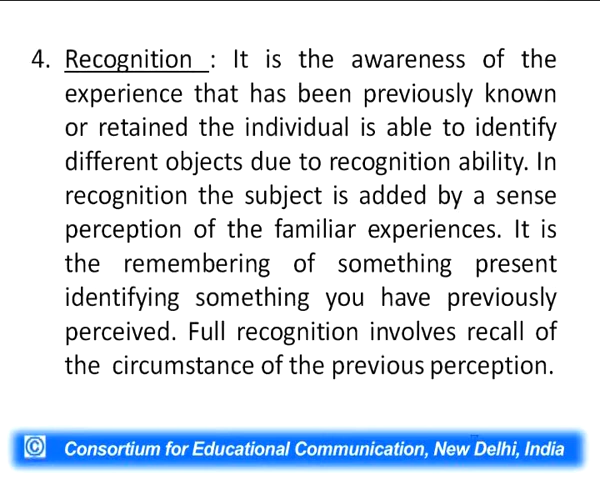 4. Recognition : It is the awareness of the
experience that has been previously known
or retained the individual is able to identify
different objects due to recognition ability. In
recognition the subject is added by a sense
perception of the familiar experiences. It is
the remembering of something present
identifying something you have previously
perceived. Full recognition involves recall of
the circumstance of the previous perception.
© Consortium for Educational Communication, New Delhi, India